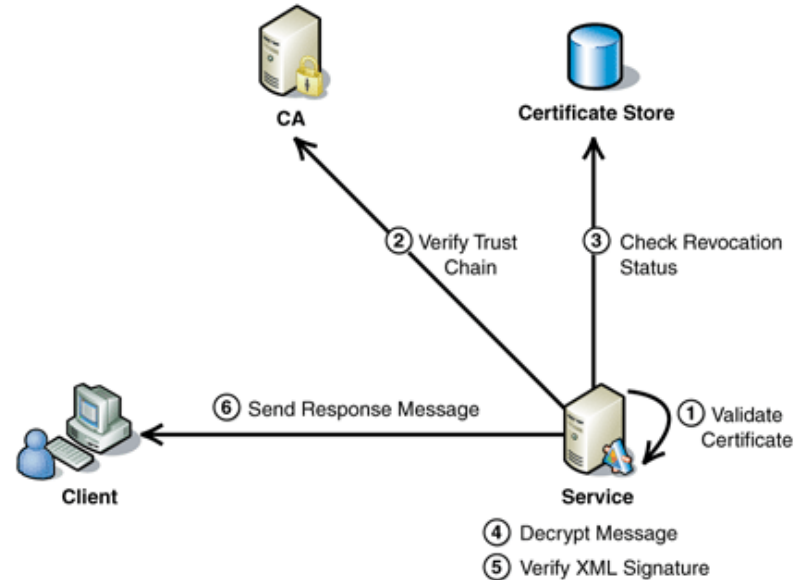 CA
Certificate Store
② Verify Trust
Chain
③ Check Revocation
Status
⑥ Send Response Message
① Validate
Certificate
Client
Service
④ Decrypt Message
⑤ Verify XML Signature